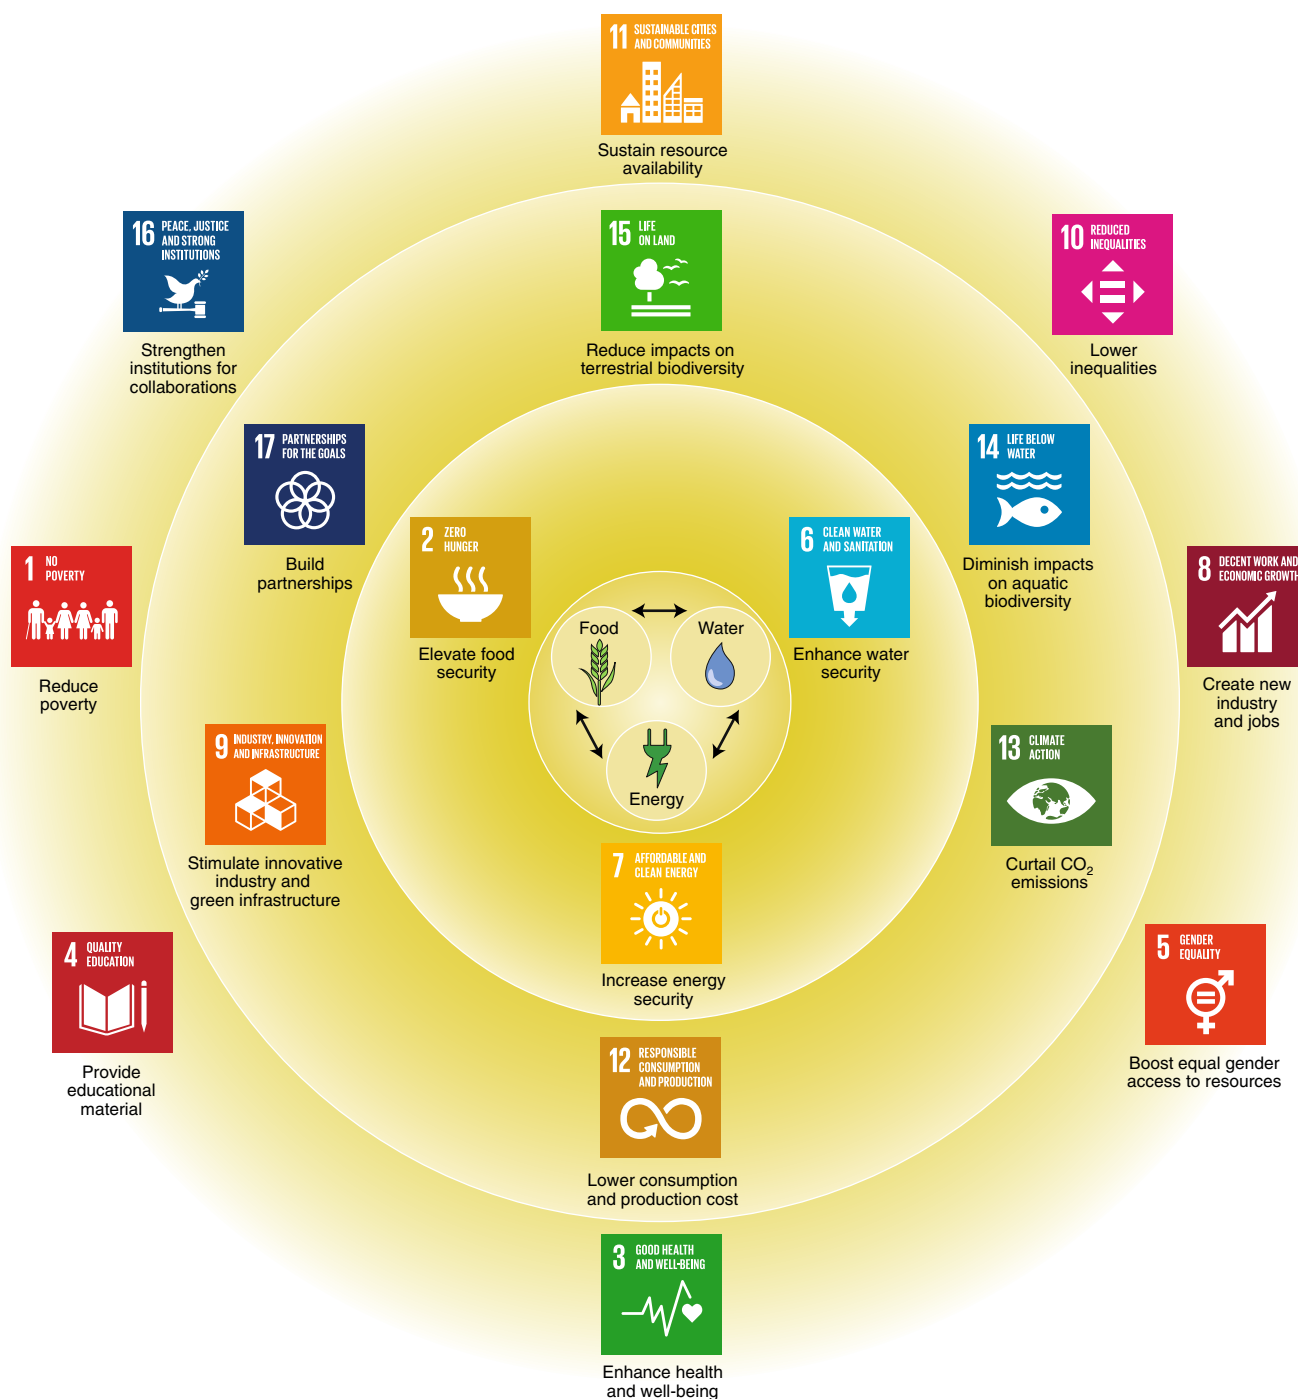 11 SUSTAINABLE CITIES
AND COMMUNITIES
Sustain resource
availability
16 PEACE, JUSTICE
AND STRONG
INSTITUTIONS
Strengthen
institutions for
collaborations
15 LIFE
ON LAND
Reduce impacts on
terrestrial biodiversity
10 REDUCED
INEQUALITIES
Lower
inequalities
17 PARTNERSHIPS
FOR THE GOALS
Build
partnerships
14 LIFE BELOW
WATER
Diminish impacts
on aquatic
biodiversity
2 ZERO
HUNGER
Elevate food
security
6 CLEAN WATER
AND SANITATION
Enhance water
security
1 NO
POVERTY
Reduce
poverty
8 DECENT WORK AND
ECONOMIC GROWTH
Create new
industry
and jobs
Food
Water
Energy
9 INDUSTRY, INNOVATION
AND INFRASTRUCTURE
Stimulate innovative
industry and
green infrastructure
13 CLIMATE
ACTION
Curtail CO₂
emissions
7 AFFORDABLE AND
CLEAN ENERGY
Increase energy
security
4 QUALITY
EDUCATION
Provide
educational
material
5 GENDER
EQUALITY
Boost equal gender
access to resources
12 RESPONSIBLE
CONSUMPTION
AND PRODUCTION
Lower consumption
and production cost
3 GOOD HEALTH
AND WELL-BEING
Enhance health
and well-being